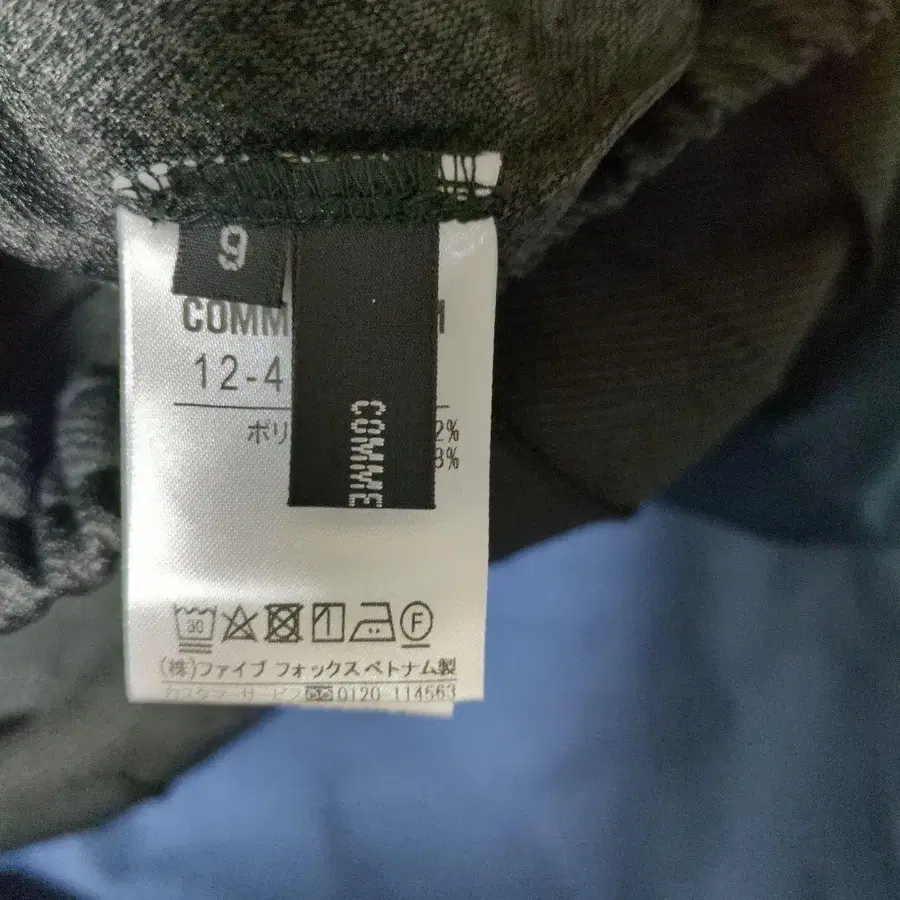 9
COMM
M
12-4
ポリ
2%
8%
COMME
30
F
(株)ファイブ フォックス ベトナム製
カスタマーサービス 0120-114563